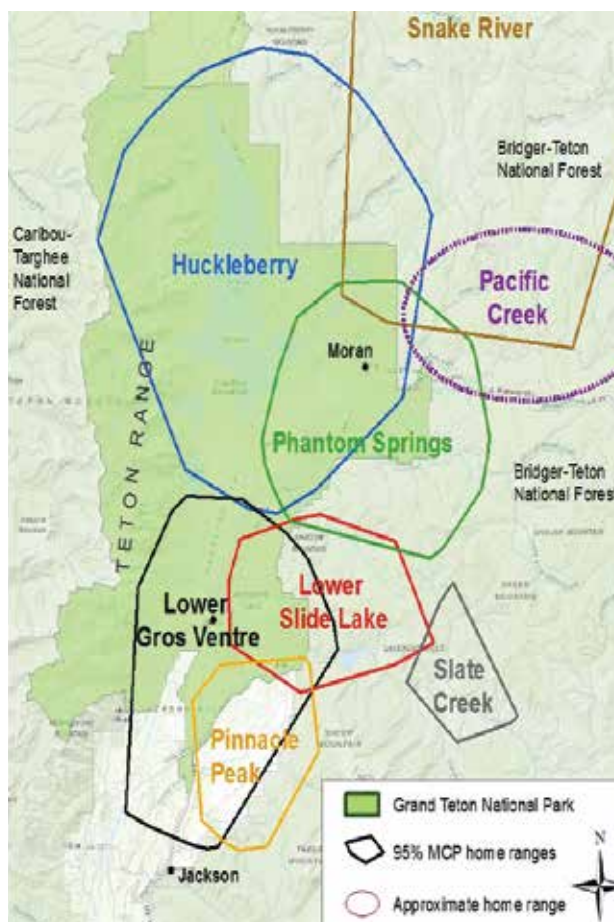 Snake River
Bridger-Teton
National Forest
Caribou-
Targhee
National
Forest
Huckleberry
Pacific
Creek
Moran
TETON RANGE
Phantom Springs
Bridger-Teton
National Forest
Lower
Slide Lake
Lower
Gros Ventre
Slate
Creek
Pinnacle
Peak
Grand Teton National Park
95% MCP home ranges
N
Approximate home range
Jackson